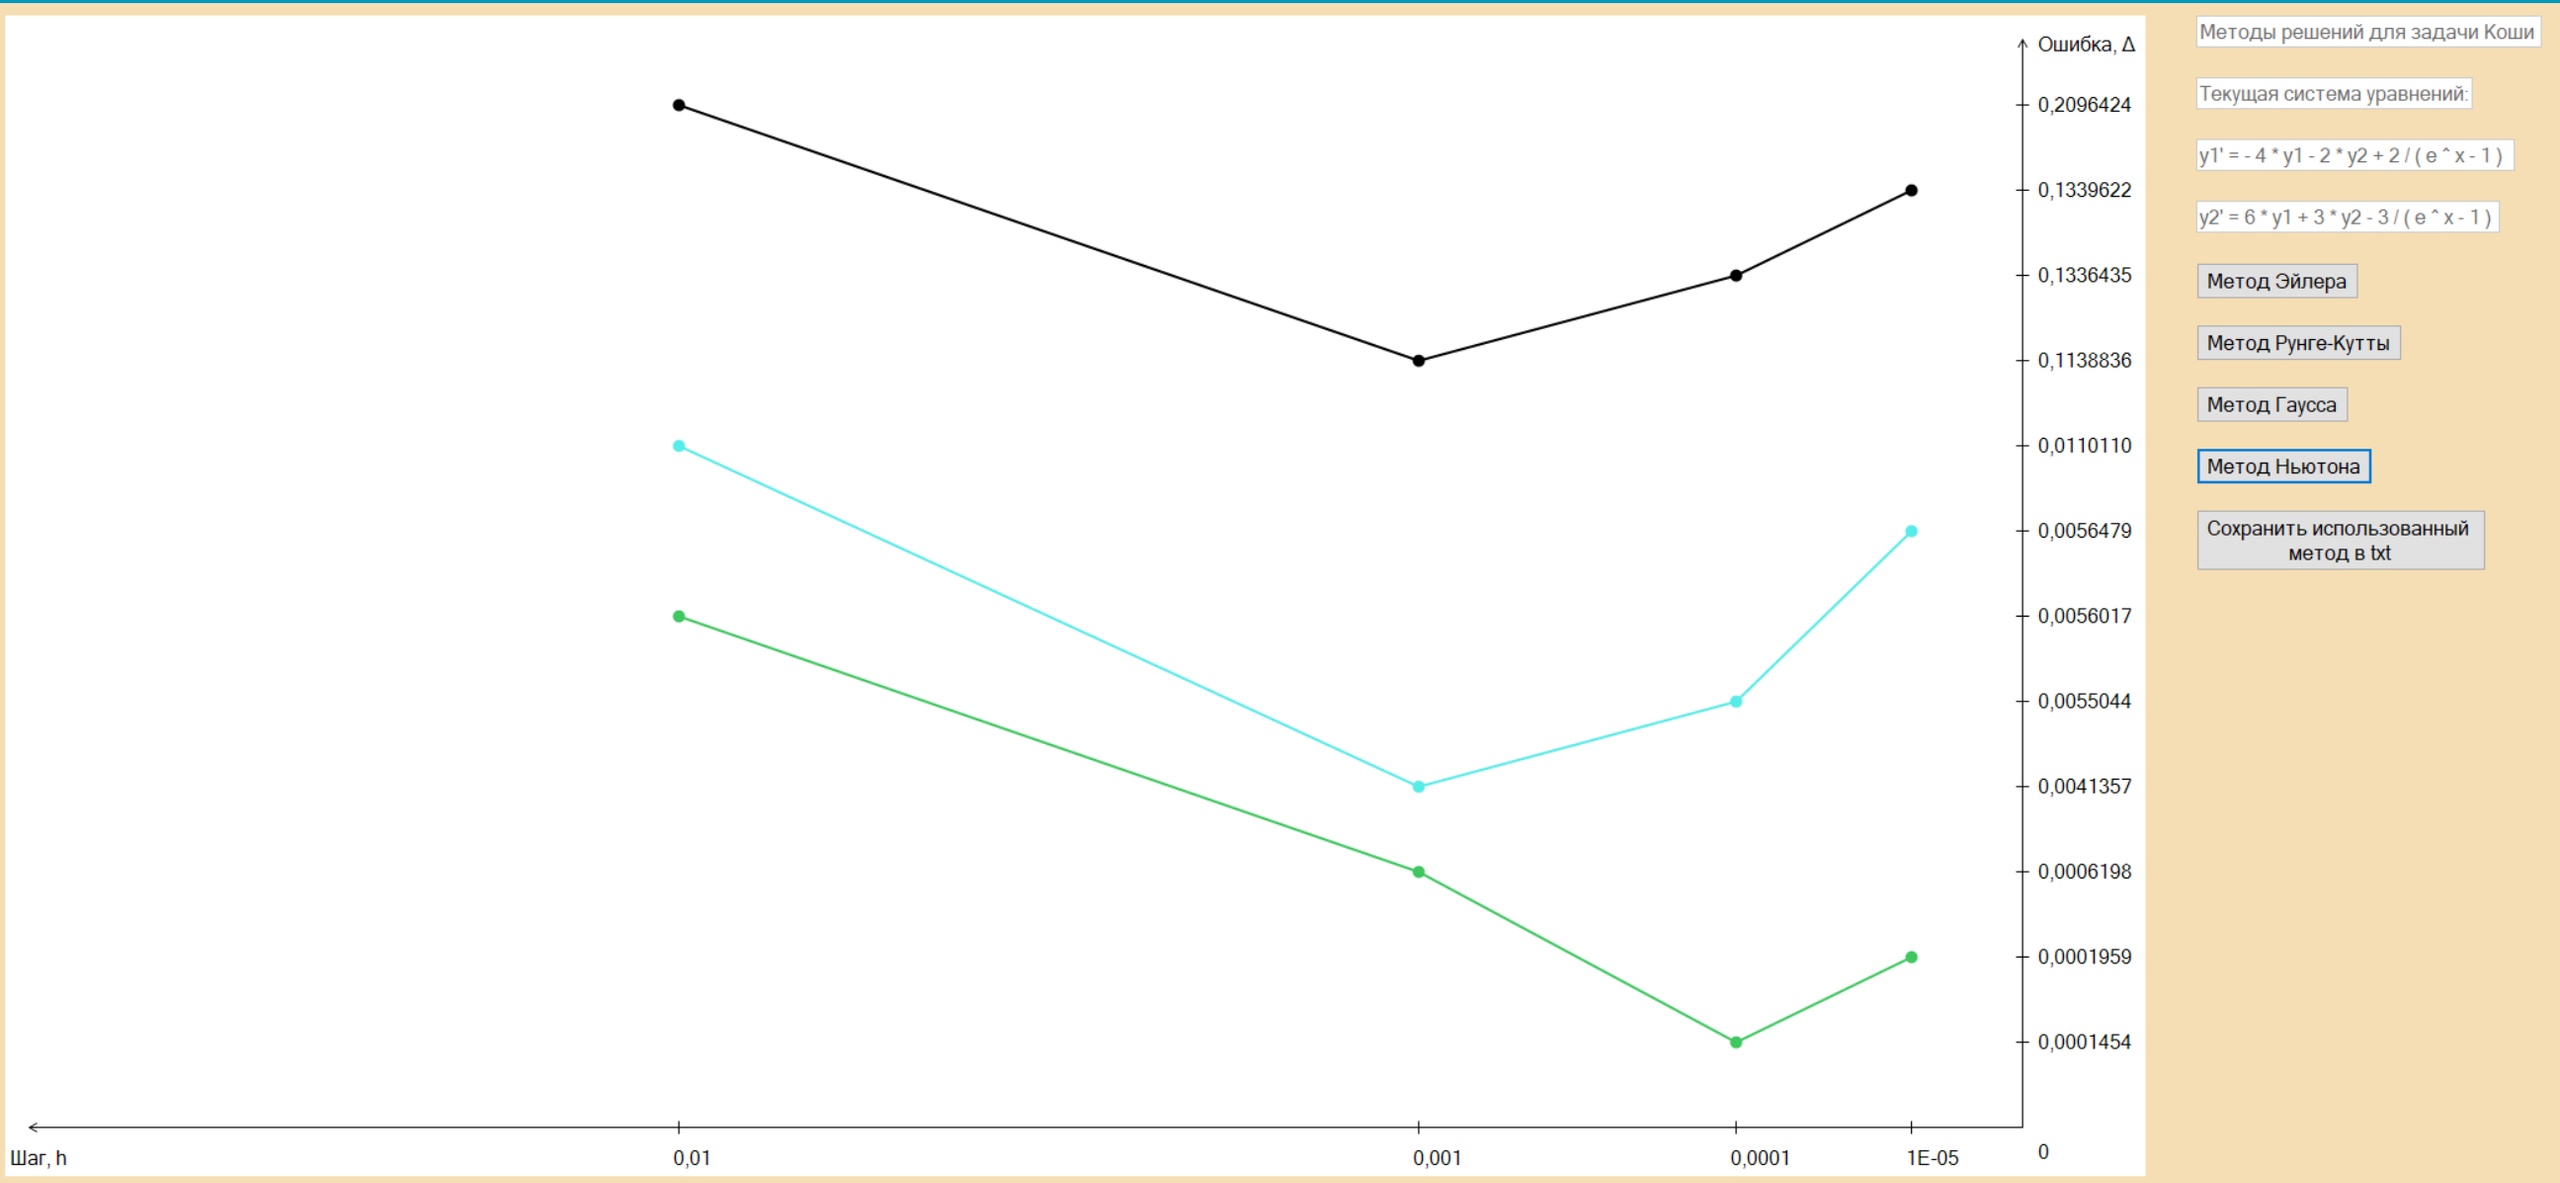 Ошибка, Δ
0,2096424
0,1339622
0,1336435
0,1138836
0,0110110
0,0056479
0,0056017
0,0055044
0,0041357
0,0006198
0,0001959
0,0001454
0
Шаг, h
0,01
0,001
0,0001
1E-05
Методы решений для задачи Коши
Текущая система уравнений:
y1' = - 4 * y1 - 2 * y2 + 2 / ( e ^ x - 1 )
y2' = 6 * y1 + 3 * y2 - 3 / ( e ^ x - 1 )
Метод Эйлера
Метод Рунге-Кутты
Метод Гаусса
Метод Ньютона
Сохранить использованный
метод в txt